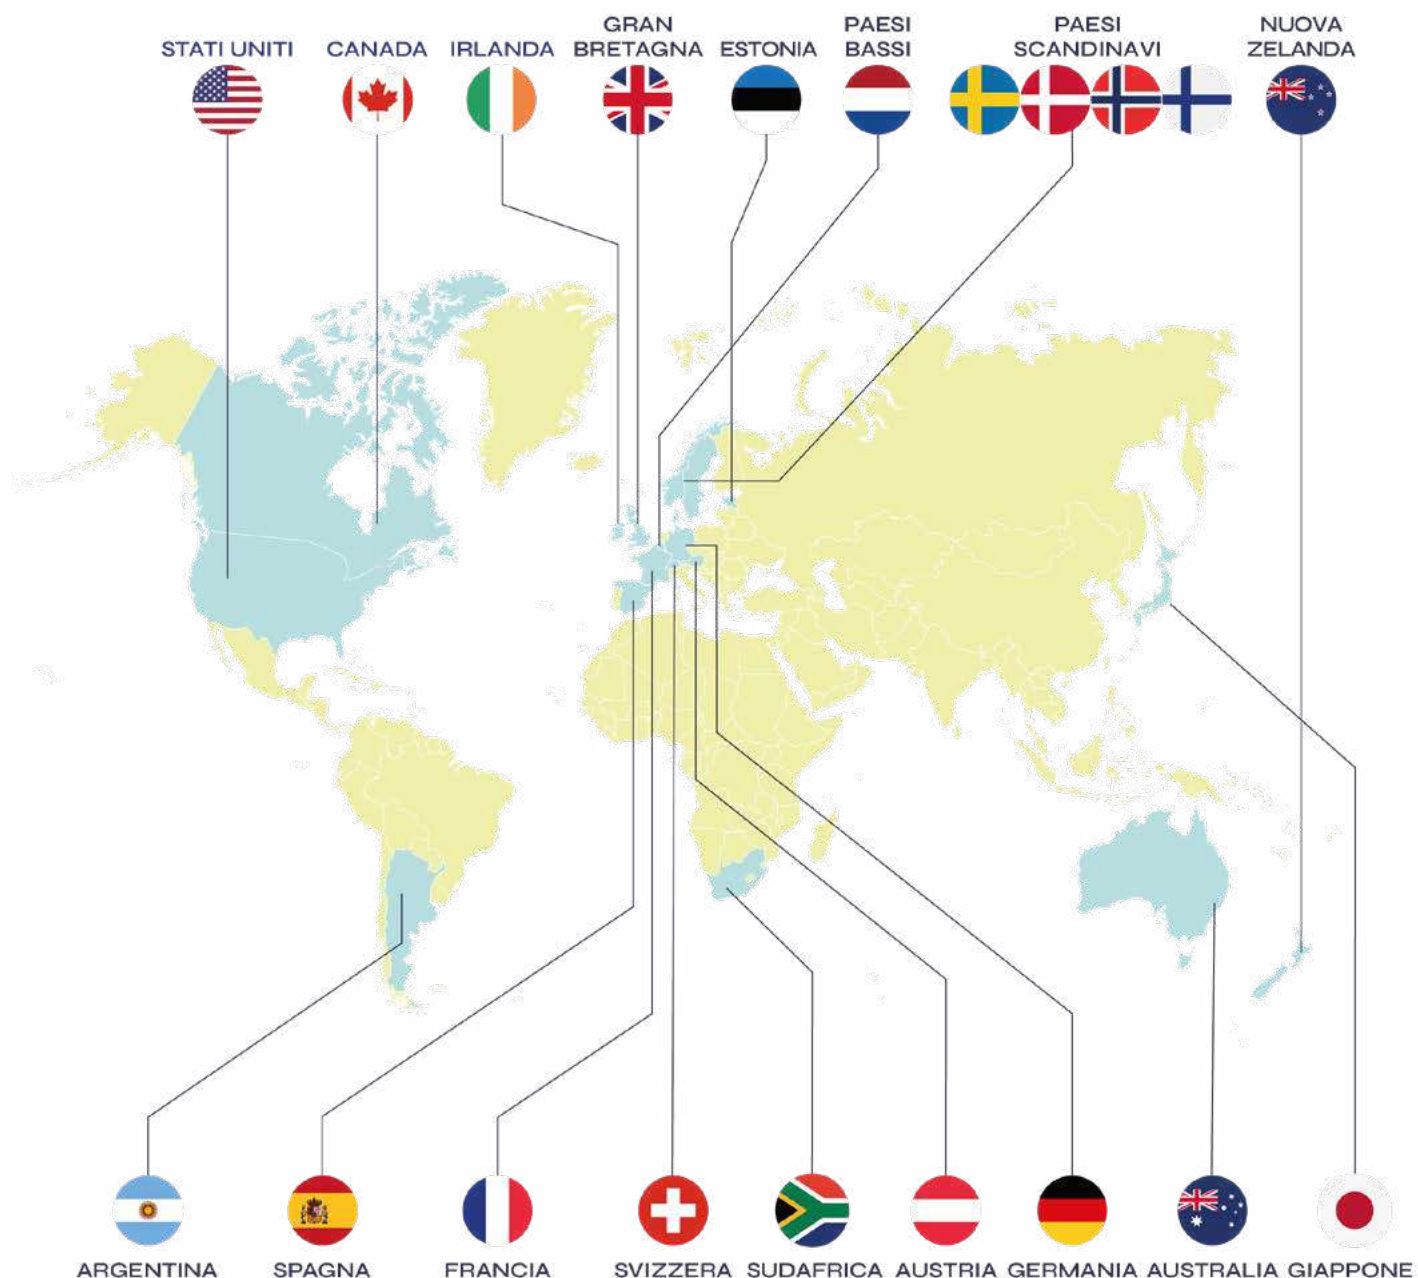 STATI UNITI
CANADA
IRLANDA
GRAN
BRETAGNA
ESTONIA
PAESI
BASSI
PAESI
SCANDINAVI
NUOVA
ZELANDA
ARGENTINA
SPAGNA
FRANCIA
SVIZZERA
SUDAFRICA
AUSTRIA
GERMANIA
AUSTRALIA
GIAPPONE